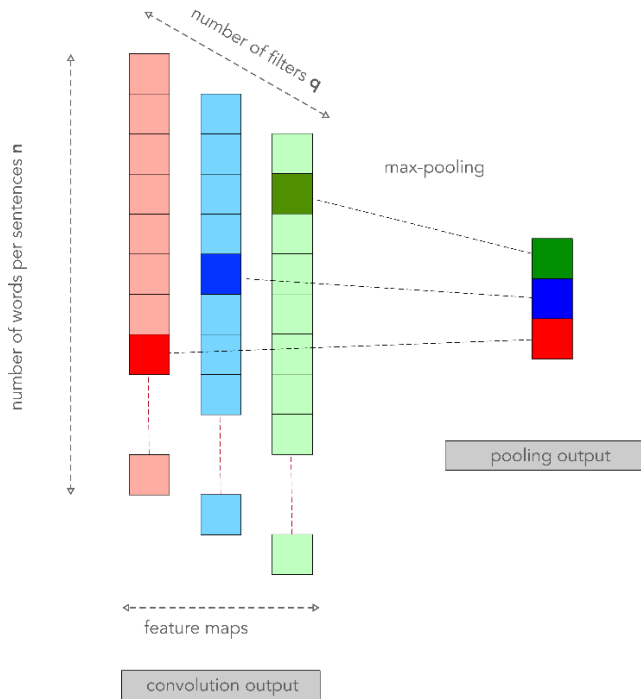 number of filters q
number of words per sentences n
max-pooling
pooling output
feature maps
convolution output